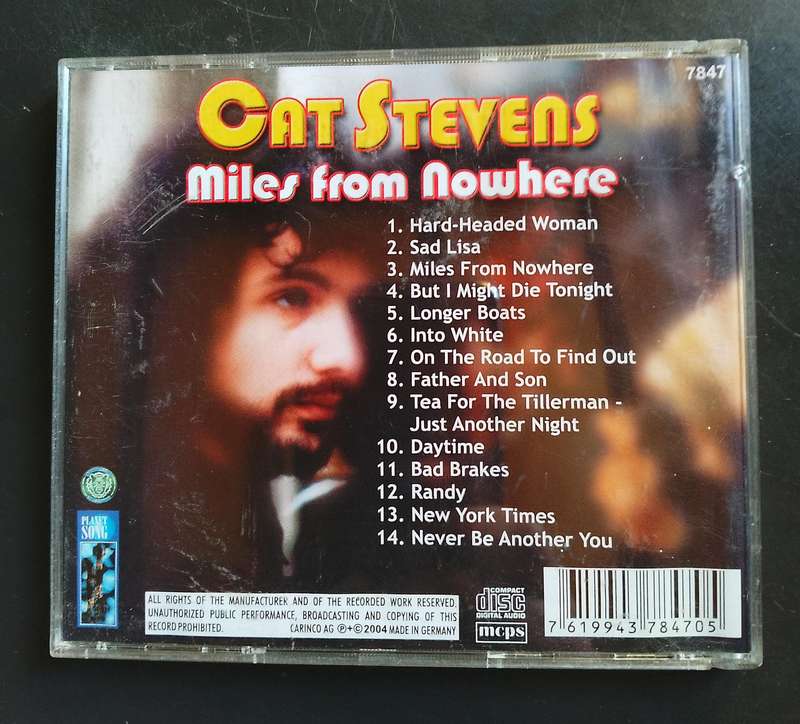 7847
CAT STEVENS
Miles from Nowhere
1. Hard-Headed Woman
2. Sad Lisa
3. Miles From Nowhere
4. But I Might Die Tonight
5. Longer Boats
6. Into White
7. On The Road To Find Out
8. Father And Son
9. Tea For The Tillerman -
Just Another Night
10. Daytime
11. Bad Brakes
12. Randy
13. New York Times
14. Never Be Another You
PLANET
SONG
ALL RIGHTS OF THE MANUFACTURER AND OF THE RECORDED WORK RESERVED.
UNAUTHORIZED PUBLIC PERFORMANCE, BROADCASTING AND COPYING OF THIS
RECORD PROHIBITED. CARINCO AG ℗+©2004 MADE IN GERMANY
COMPACT
disc
DIGITAL AUDIO
mcps
7 619943 784705